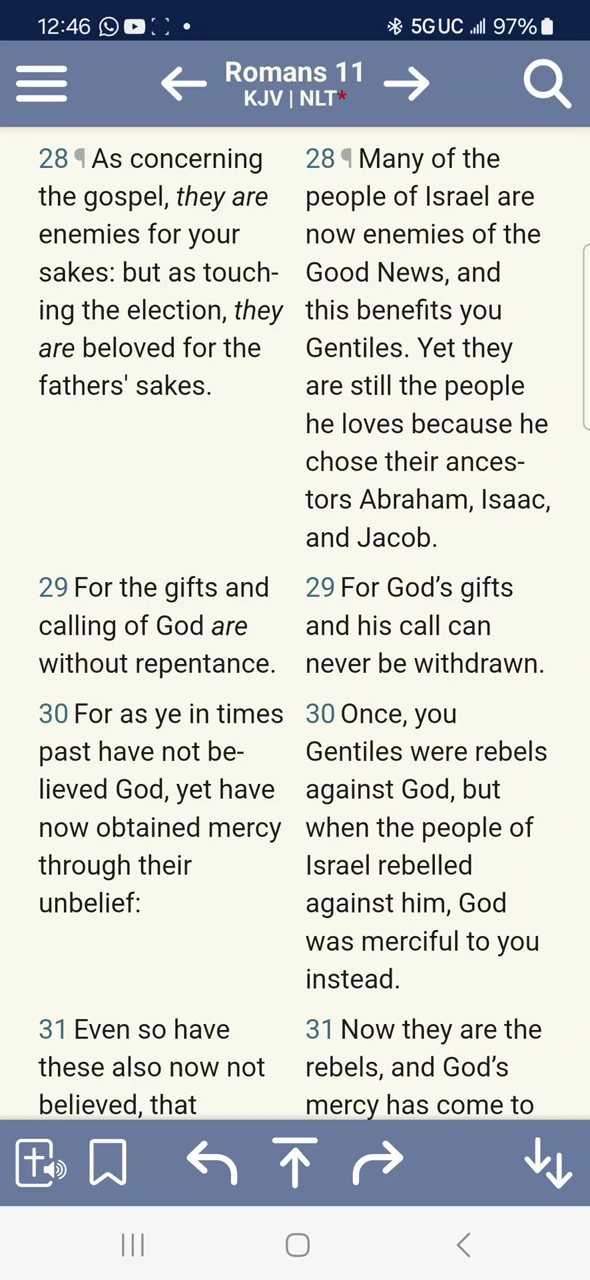 12:46
5G UC
97%
Romans 11
KJV | NLT*
28 ¶ As concerning
the gospel, they are
enemies for your
sakes: but as touch-
ing the election, they
are beloved for the
fathers' sakes.
29 For the gifts and
calling of God are
without repentance.
30 For as ye in times
past have not be-
lieved God, yet have
now obtained mercy
through their
unbelief:
31 Even so have
these also now not
believed, that
28 ¶ Many of the
people of Israel are
now enemies of the
Good News, and
this benefits you
Gentiles. Yet they
are still the people
he loves because he
chose their ances-
tors Abraham, Isaac,
and Jacob.
29 For God’s gifts
and his call can
never be withdrawn.
30 Once, you
Gentiles were rebels
against God, but
when the people of
Israel rebelled
against him, God
was merciful to you
instead.
31 Now they are the
rebels, and God’s
mercy has come to